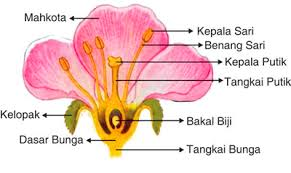 Mahkota
Kepala Sari
Benang Sari
Kepala Putik
Tangkai Putik
Kelopak
Bakal Biji
Dasar Bunga
Tangkai Bunga